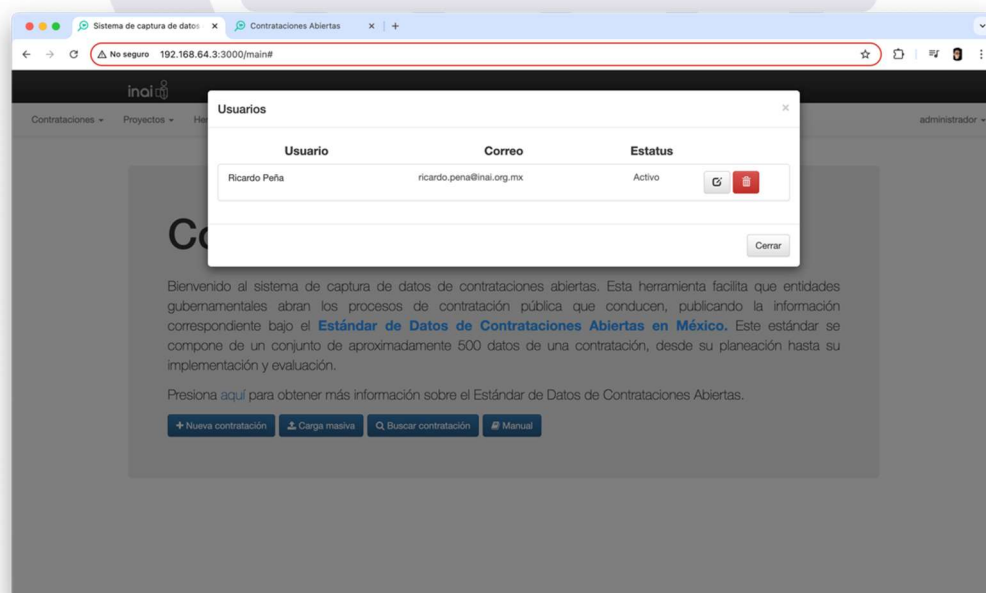 Sistema de captura de datos
Contrataciones Abiertas
No seguro 192.168.64.3:3000/main#
inai
Contrataciones Proyectos administrador
Usuarios
Usuario Correo Estatus
Ricardo Peña ricardo.pena@inai.org.mx Activo
Cerrar
Bienvenido al sistema de captura de datos de contrataciones abiertas. Esta herramienta facilita que entidades
gubernamentales abran los procesos de contratación pública que conducen, publicando la información
correspondiente bajo el Estándar de Datos de Contrataciones Abiertas en México. Este estándar se
compone de un conjunto de aproximadamente 500 datos de una contratación, desde su planeación hasta su
implementación y evaluación.
Presiona aquí para obtener más información sobre el Estándar de Datos de Contrataciones Abiertas.
+ Nueva contratación Carga masiva Buscar contratación Manual